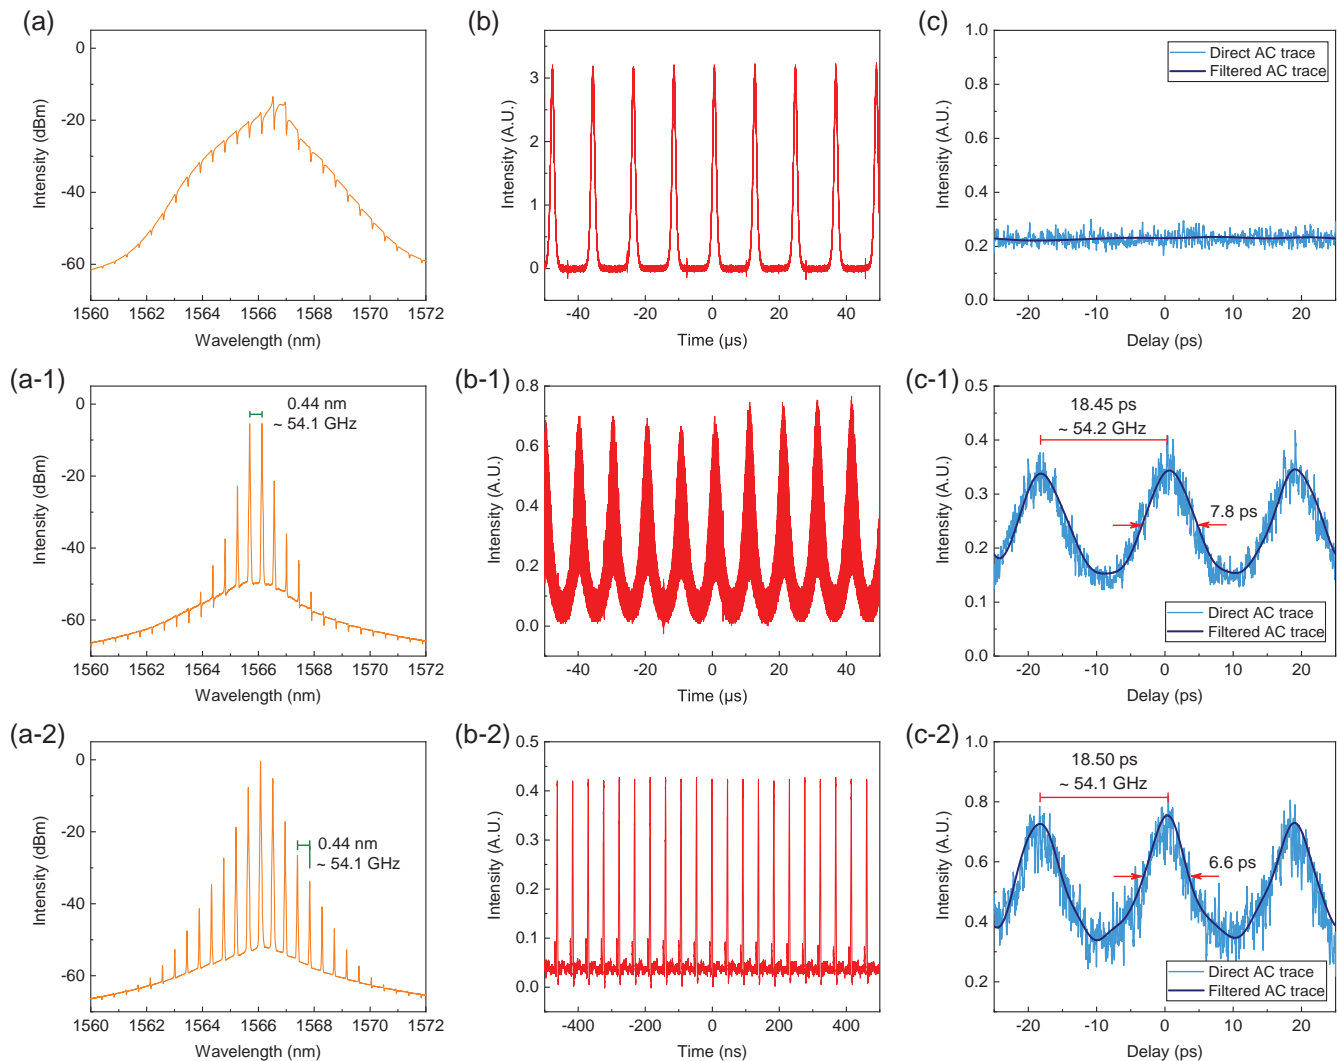 (a)
0
-20
-40
-60
Intensity (dBm)
1560 1562 1564 1566 1568 1570 1572
Wavelength (nm)
(b)
3
2
1
0
Intensity (A.U.)
-40 -20 0 20 40
Time (µs)
(c)
1.0
0.8
0.6
0.4
0.2
0.0
Intensity (A.U.)
Direct AC trace
Filtered AC trace
-20 -10 0 10 20
Delay (ps)
(a-1)
0
-20
-40
-60
Intensity (dBm)
0.44 nm
~ 54.1 GHz
1560 1562 1564 1566 1568 1570 1572
Wavelength (nm)
(b-1)
0.8
0.6
0.4
0.2
0.0
Intensity (A.U.)
-40 -20 0 20 40
Time (µs)
(c-1)
0.5
0.4
0.3
0.2
0.1
Intensity (A.U.)
18.45 ps
~ 54.2 GHz
7.8 ps
Direct AC trace
Filtered AC trace
-20 -10 0 10 20
Delay (ps)
(a-2)
0
-20
-40
-60
Intensity (dBm)
0.44 nm
~ 54.1 GHz
1560 1562 1564 1566 1568 1570 1572
Wavelength (nm)
(b-2)
0.5
0.4
0.3
0.2
0.1
0.0
Intensity (A.U.)
-400 -200 0 200 400
Time (ns)
(c-2)
1.0
0.8
0.6
0.4
0.2
Intensity (A.U.)
18.50 ps
~ 54.1 GHz
6.6 ps
Direct AC trace
Filtered AC trace
-20 -10 0 10 20
Delay (ps)